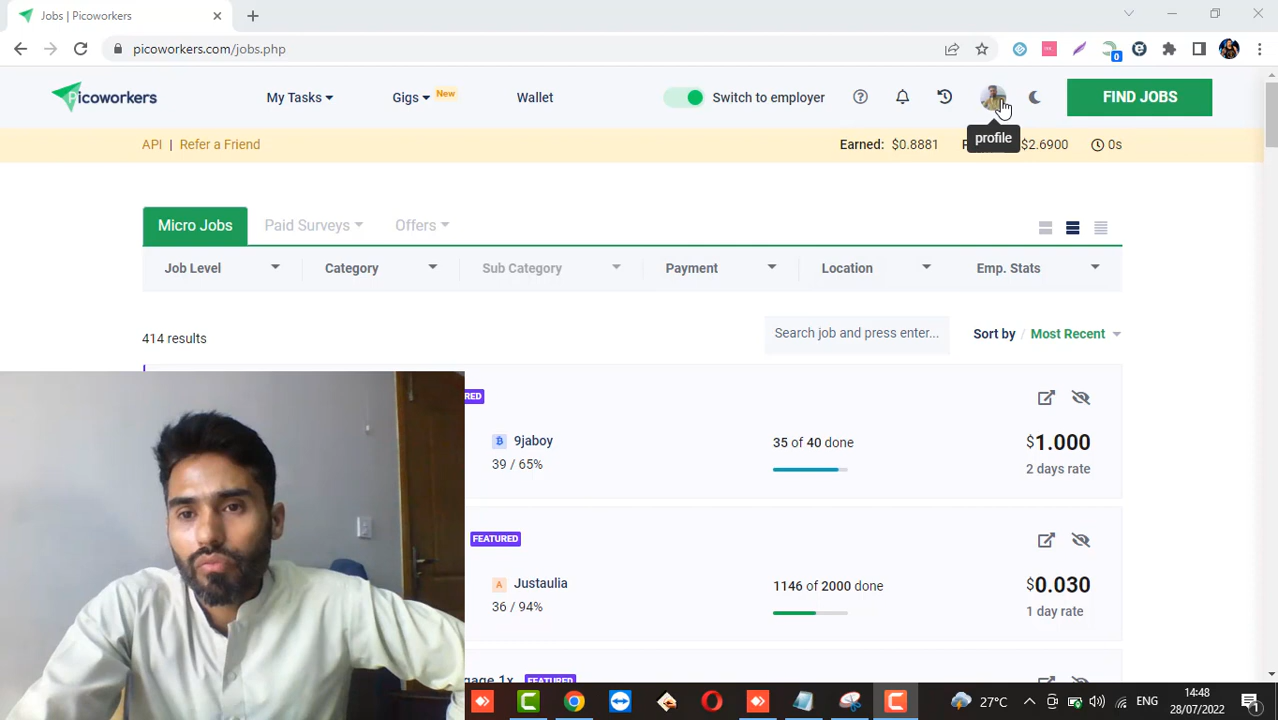 Jobs | Picoworkers
picoworkers.com/jobs.php
0
Picoworkers
My Tasks
Gigs
New
Wallet
Switch to employer
FIND JOBS
profile
API | Refer a Friend
Earned: $0.8881
$2.6900
0s
Micro Jobs
Paid Surveys
Offers
Job Level
Category
Sub Category
Payment
Location
Emp. Stats
414 results
Search job and press enter...
Sort by / Most Recent
9jaboy
39 / 65%
35 of 40 done
$1.000
2 days rate
FEATURED
A Justaulia
36 / 94%
1146 of 2000 done
$0.030
1 day rate
1x
FEATURED
27°C
ENG
14:48
28/07/2022
1